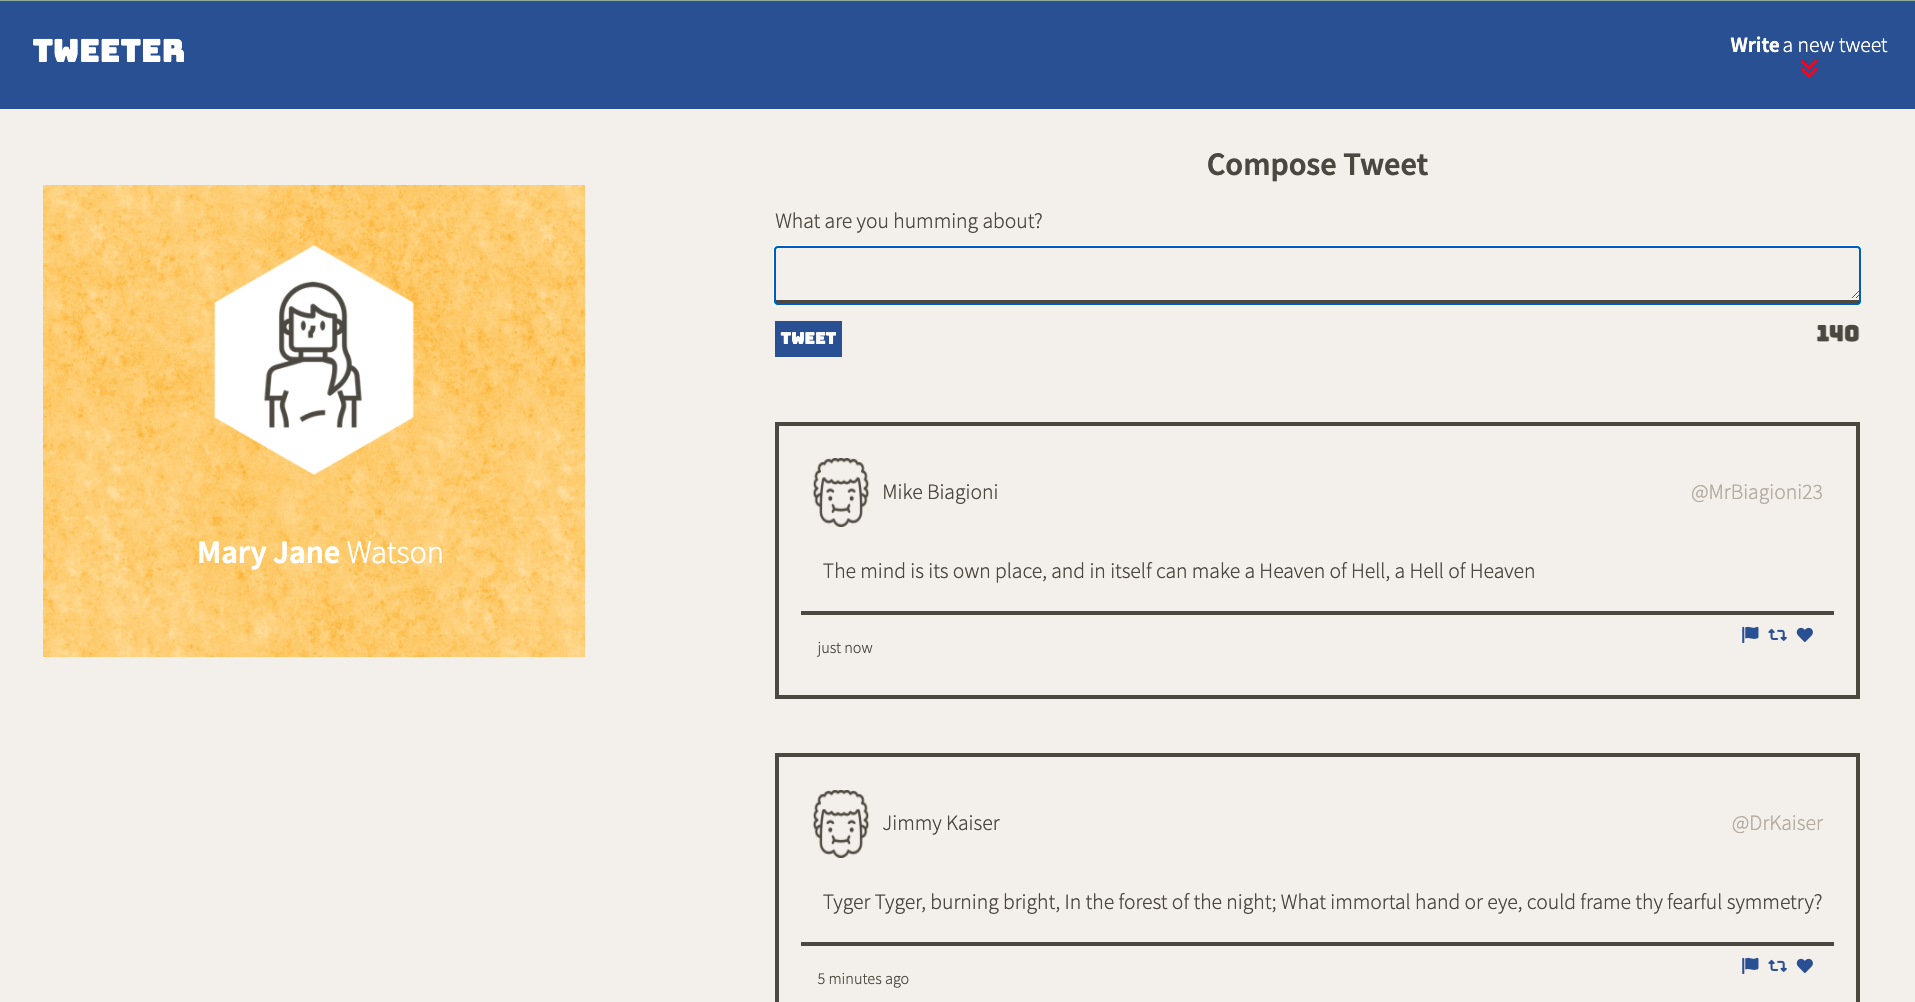 TWEETER
Write a new tweet
Mary Jane Watson
Compose Tweet
What are you humming about?
TWEET
140
Mike Biagioni
@MrBiagioni23
The mind is its own place, and in itself can make a Heaven of Hell, a Hell of Heaven
just now
Jimmy Kaiser
@DrKaiser
Tyger Tyger, burning bright, In the forest of the night; What immortal hand or eye, could frame thy fearful symmetry?
5 minutes ago